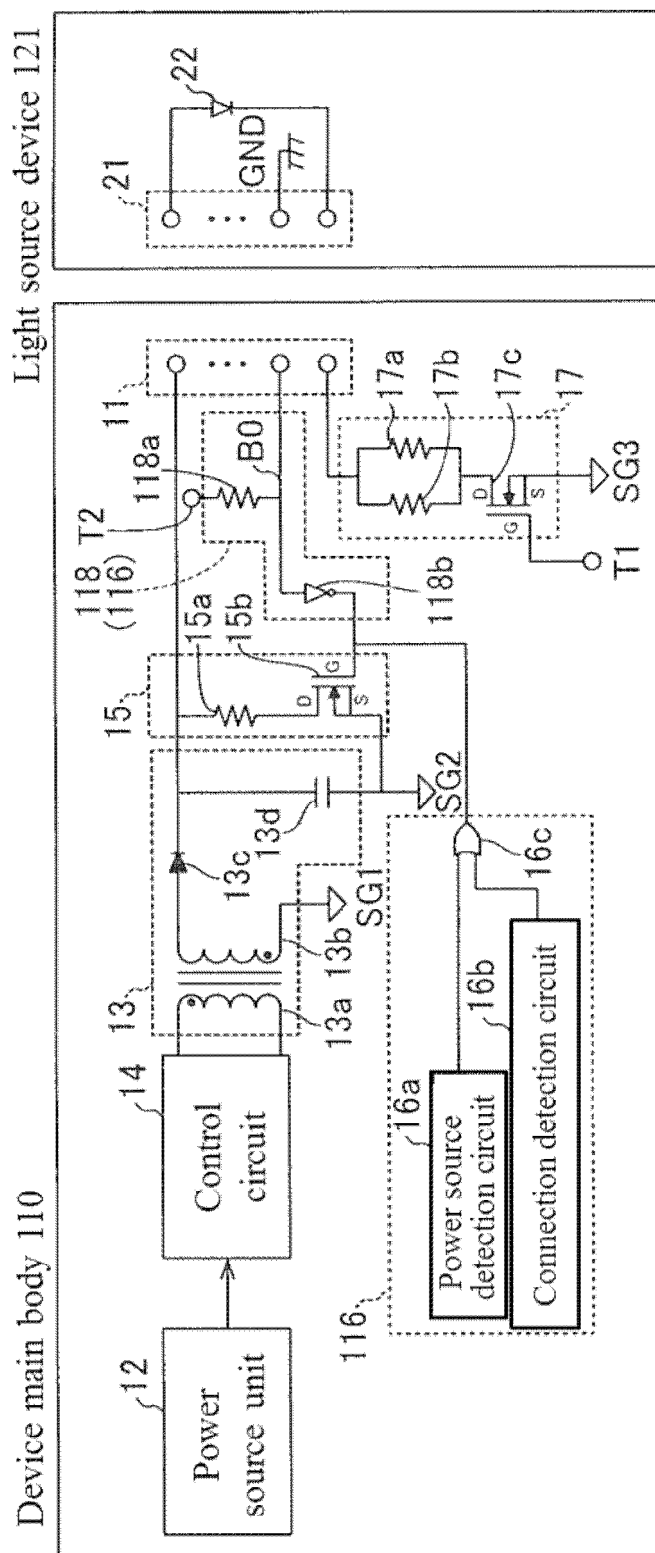 Device main body 110
Light source device 121
12
Power
source unit
14
Control
circuit
13
13a
13b
13c
13d
SG1
SG2
15
15a
15b
D
G
S
118
(116)
T2
118a
B0
118b
11
17a
17b
17c
17
D
G
S
SG3
T1
116
16a
Power source
detection circuit
16b
Connection detection circuit
16c
21
22
GND